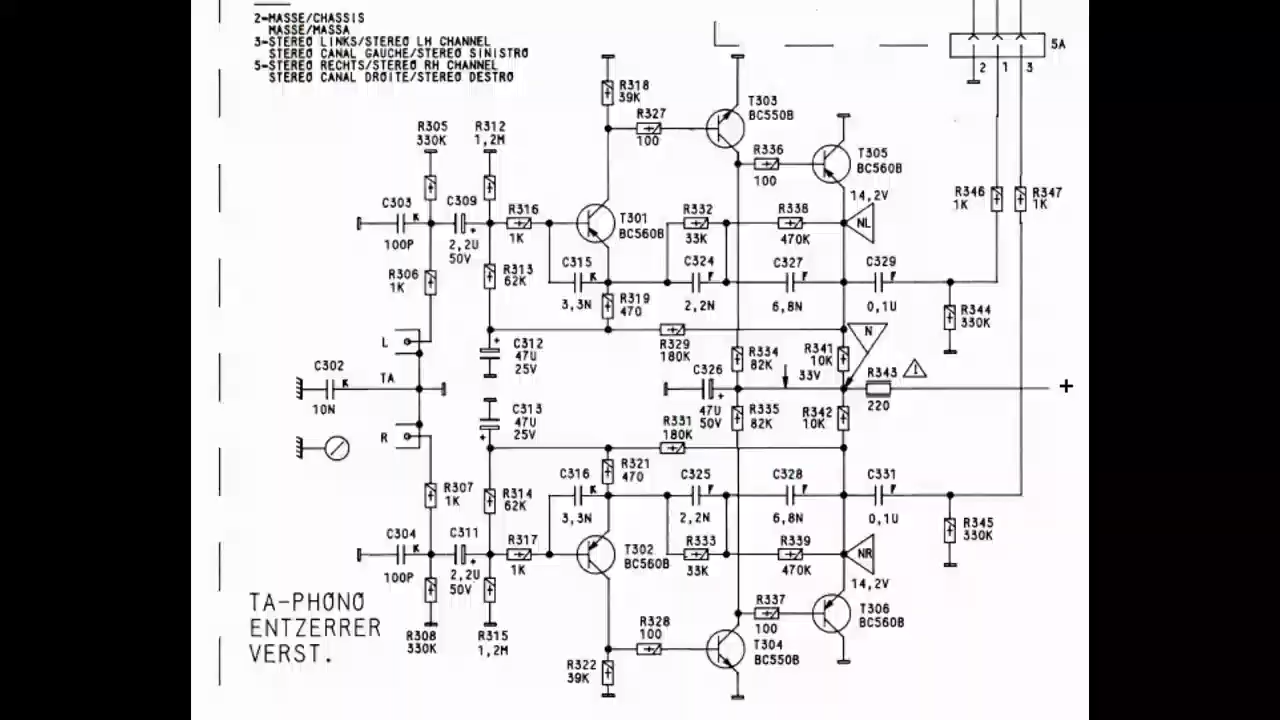 2=MASSE/CHASSIS
MASSE/MASSA
3=STEREO LINKS/STEREO LH CHANNEL
STEREO CANAL GAUCHE/STEREO SINISTRO
5=STEREO RECHTS/STEREO RH CHANNEL
STEREO CANAL DROITE/STEREO DESTRO
5A
2 1 3
R318
39K
R327
100
T303
BC550B
R305
330K
R312
1,2M
R336
100
T305
BC560B
14,2V
R346
1K
R347
1K
C303
K
100P
C309
+
2,2U
50V
R316
1K
T301
BC560B
R332
33K
R338
470K
NL
R306
1K
R313
62K
C315
K
3,3N
R319
470
C324
F
2,2N
C327
F
6,8N
C329
F
0,1U
R344
330K
L
C312
+
47U
25V
R329
180K
R334
82K
R341
10K
N
C302
K
10N
TA
C326
+
47U
50V
33V
R343
220
+
C313
47U
25V
+
R331
180K
R335
82K
R342
10K
R
R307
1K
R314
62K
C316
K
3,3N
R321
470
C325
F
2,2N
C328
F
6,8N
C331
F
0,1U
R345
330K
C304
K
100P
C311
+
2,2U
50V
R317
1K
T302
BC560B
R333
33K
R339
470K
NR
14,2V
R308
330K
R315
1,2M
R328
100
R337
100
T306
BC560B
T304
BC550B
R322
39K
TA-PHONO
ENTZERRER
VERST.